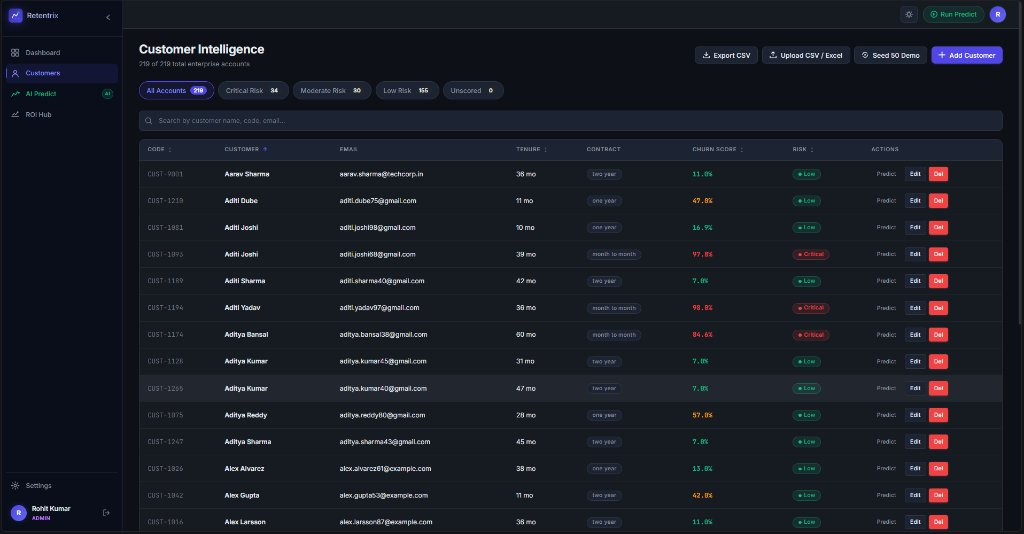 Retentrix
Run Predict
R
Dashboard
Customers
AI Predict
AI
ROI Hub
Settings
R
Rohit Kumar
ADMIN
Customer Intelligence
219 of 219 total enterprise accounts
Export CSV
Upload CSV / Excel
Seed 50 Demo
+ Add Customer
All Accounts 219
Critical Risk 34
Moderate Risk 30
Low Risk 155
Unscored 0
Search by customer name, code, email...
CODE CUSTOMER EMAIL TENURE CONTRACT CHURN SCORE RISK ACTIONS
CUST-9001 Aarav Sharma aarav.sharma@techcorp.in 36 mo two year 11.0% Low Predict Edit Del
CUST-1210 Aditi Dube aditi.dube75@gmail.com 11 mo one year 47.0% Low Predict Edit Del
CUST-1081 Aditi Joshi aditi.joshi98@gmail.com 10 mo one year 16.9% Low Predict Edit Del
CUST-1093 Aditi Joshi aditi.joshi68@gmail.com 39 mo month to month 97.8% Critical Predict Edit Del
CUST-1189 Aditi Sharma aditi.sharma40@gmail.com 42 mo two year 7.0% Low Predict Edit Del
CUST-1194 Aditi Yadav aditi.yadav97@gmail.com 36 mo month to month 98.0% Critical Predict Edit Del
CUST-1174 Aditya Bansal aditya.bansal38@gmail.com 60 mo month to month 84.6% Critical Predict Edit Del
CUST-1128 Aditya Kumar aditya.kumar45@gmail.com 31 mo two year 7.0% Low Predict Edit Del
CUST-1265 Aditya Kumar aditya.kumar40@gmail.com 47 mo two year 7.0% Low Predict Edit Del
CUST-1075 Aditya Reddy aditya.reddy80@gmail.com 28 mo one year 57.0% Low Predict Edit Del
CUST-1247 Aditya Sharma aditya.sharma43@gmail.com 45 mo two year 7.0% Low Predict Edit Del
CUST-1026 Alex Alvarez alex.alvarez61@example.com 38 mo one year 13.0% Low Predict Edit Del
CUST-1042 Alex Gupta alex.gupta53@example.com 11 mo one year 42.0% Low Predict Edit Del
CUST-1016 Alex Larsson alex.larsson87@example.com 36 mo two year 11.0% Low Predict Edit Del